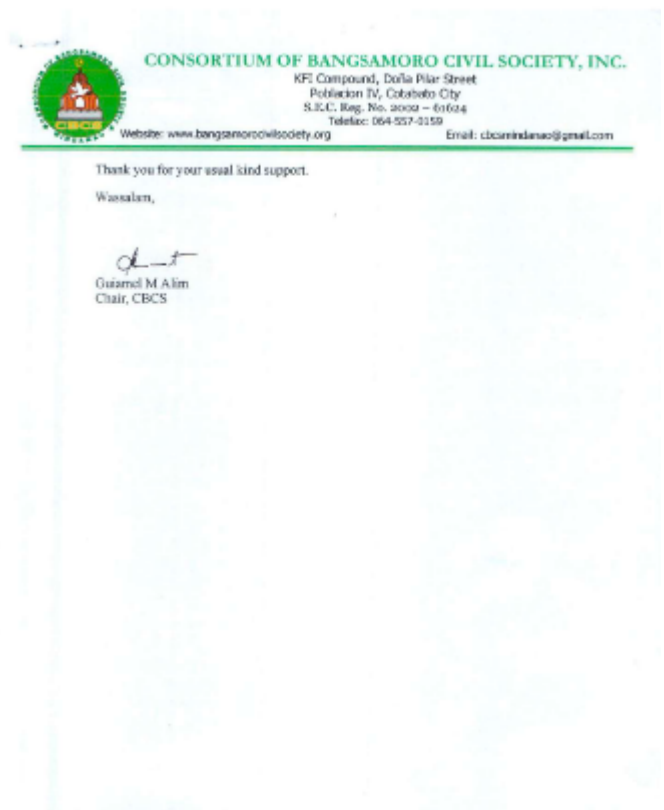 CONSORTIUM OF BANGSAMORO CIVIL SOCIETY, INC.
KFI Compound, Doña Pilar Street
Poblacion IV, Cotabato City
S.E.C. Reg. No. 2002 – 61624
Telefax: 064-557-0159
Website: www.bangsamorocivilsociety.org Email: cbcsmindanao@gmail.com
CBCS
Thank you for your usual kind support.
Wassalam,
Guiamel M Alim
Chair, CBCS